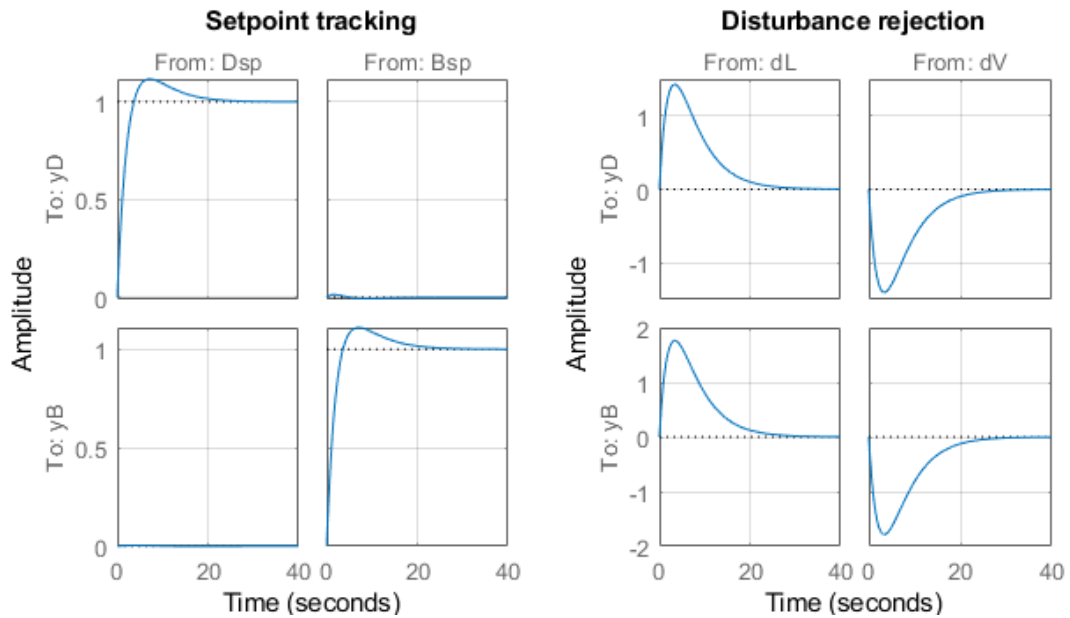 Setpoint tracking
From: Dsp From: Bsp
To: yD
1
0.5
0
To: yB
1
0.5
0
Amplitude
0 20 40 0 20 40
Time (seconds)
Disturbance rejection
From: dL From: dV
To: yD
1
0
-1
To: yB
2
1
0
-1
-2
Amplitude
0 20 40 0 20 40
Time (seconds)